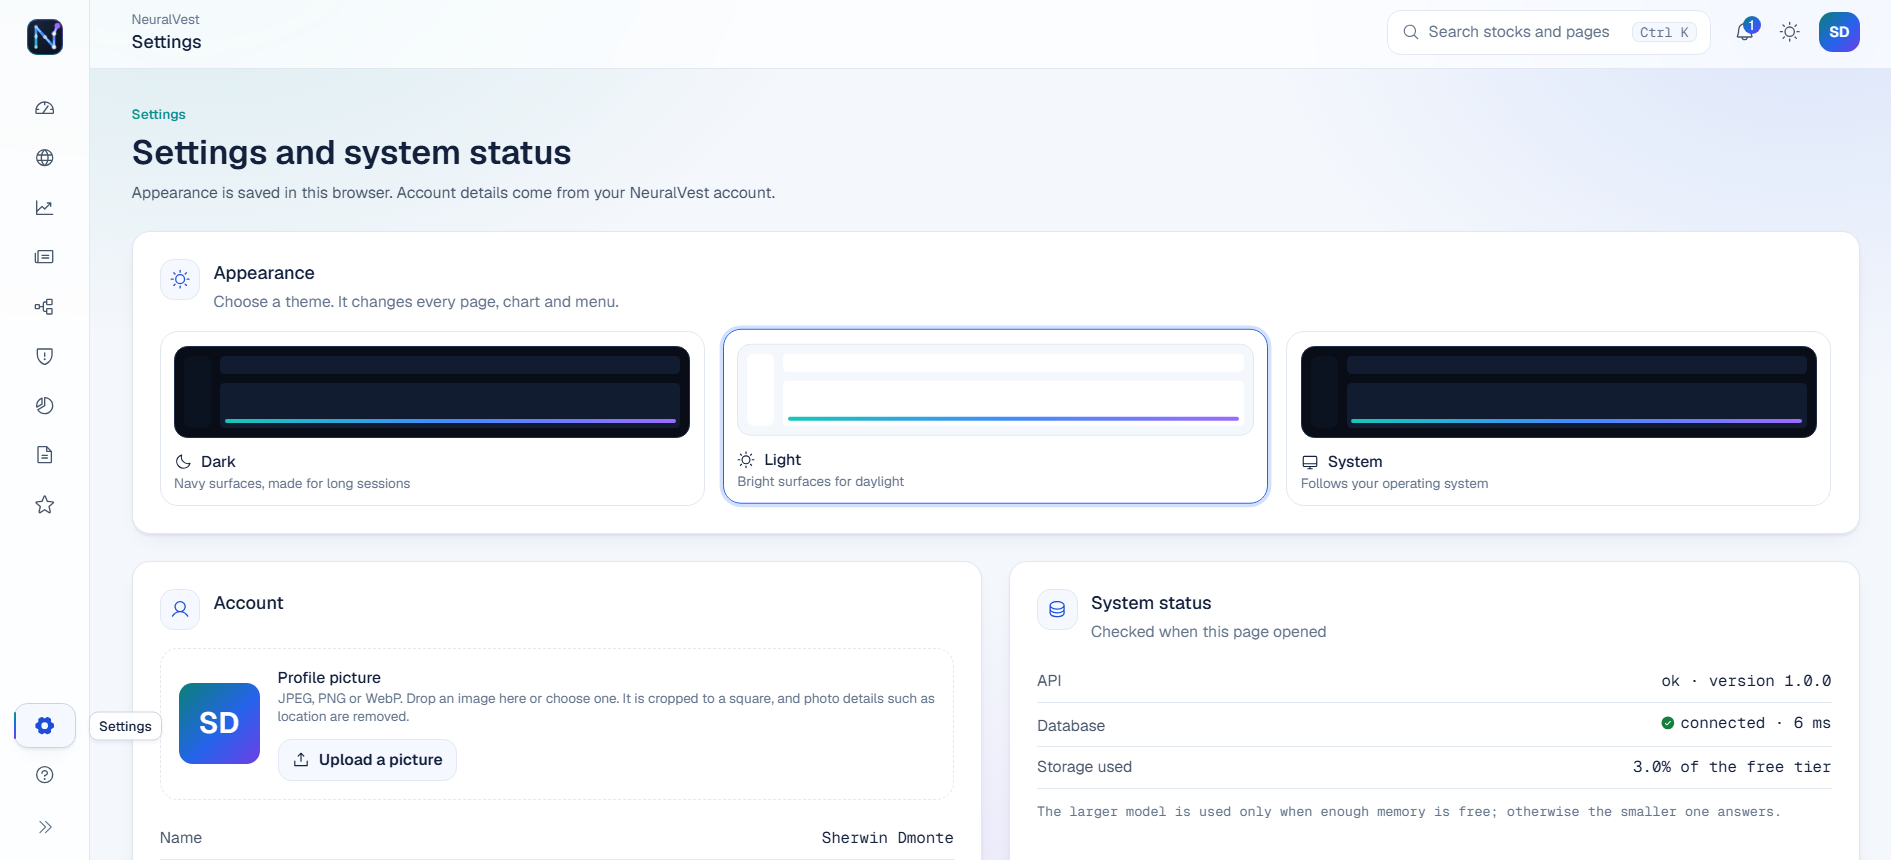 NeuralVest
Settings
Search stocks and pages
Ctrl K
1
SD
Settings
Settings and system status
Appearance is saved in this browser. Account details come from your NeuralVest account.
Appearance
Choose a theme. It changes every page, chart and menu.
Dark
Navy surfaces, made for long sessions
Light
Bright surfaces for daylight
System
Follows your operating system
Account
SD
Profile picture
JPEG, PNG or WebP. Drop an image here or choose one. It is cropped to a square, and photo details such as
location are removed.
Upload a picture
Name
Sherwin Dmonte
System status
Checked when this page opened
API
ok · version 1.0.0
Database
connected · 6 ms
Storage used
3.0% of the free tier
The larger model is used only when enough memory is free; otherwise the smaller one answers.
Settings